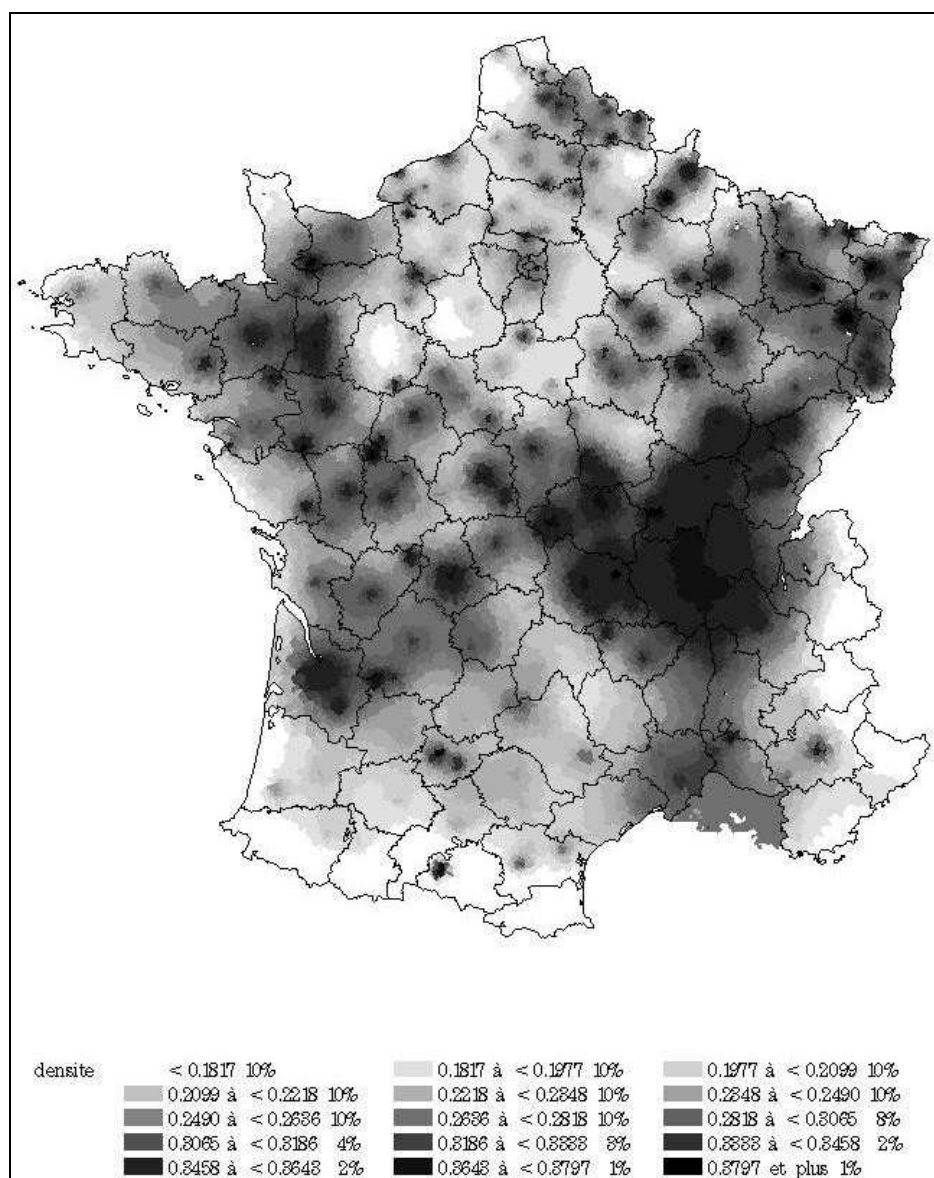 densite < 0.1817 10% 0.1817 à < 0.1977 10% 0.1977 à < 0.2099 10%
0.2099 à < 0.2218 10% 0.2218 à < 0.2348 10% 0.2348 à < 0.2490 10%
0.2490 à < 0.2636 10% 0.2636 à < 0.2818 10% 0.2818 à < 0.3065 8%
0.3065 à < 0.3186 4% 0.3186 à < 0.3333 3% 0.3333 à < 0.3458 2%
0.3458 à < 0.3643 2% 0.3643 à < 0.3797 1% 0.3797 et plus 1%